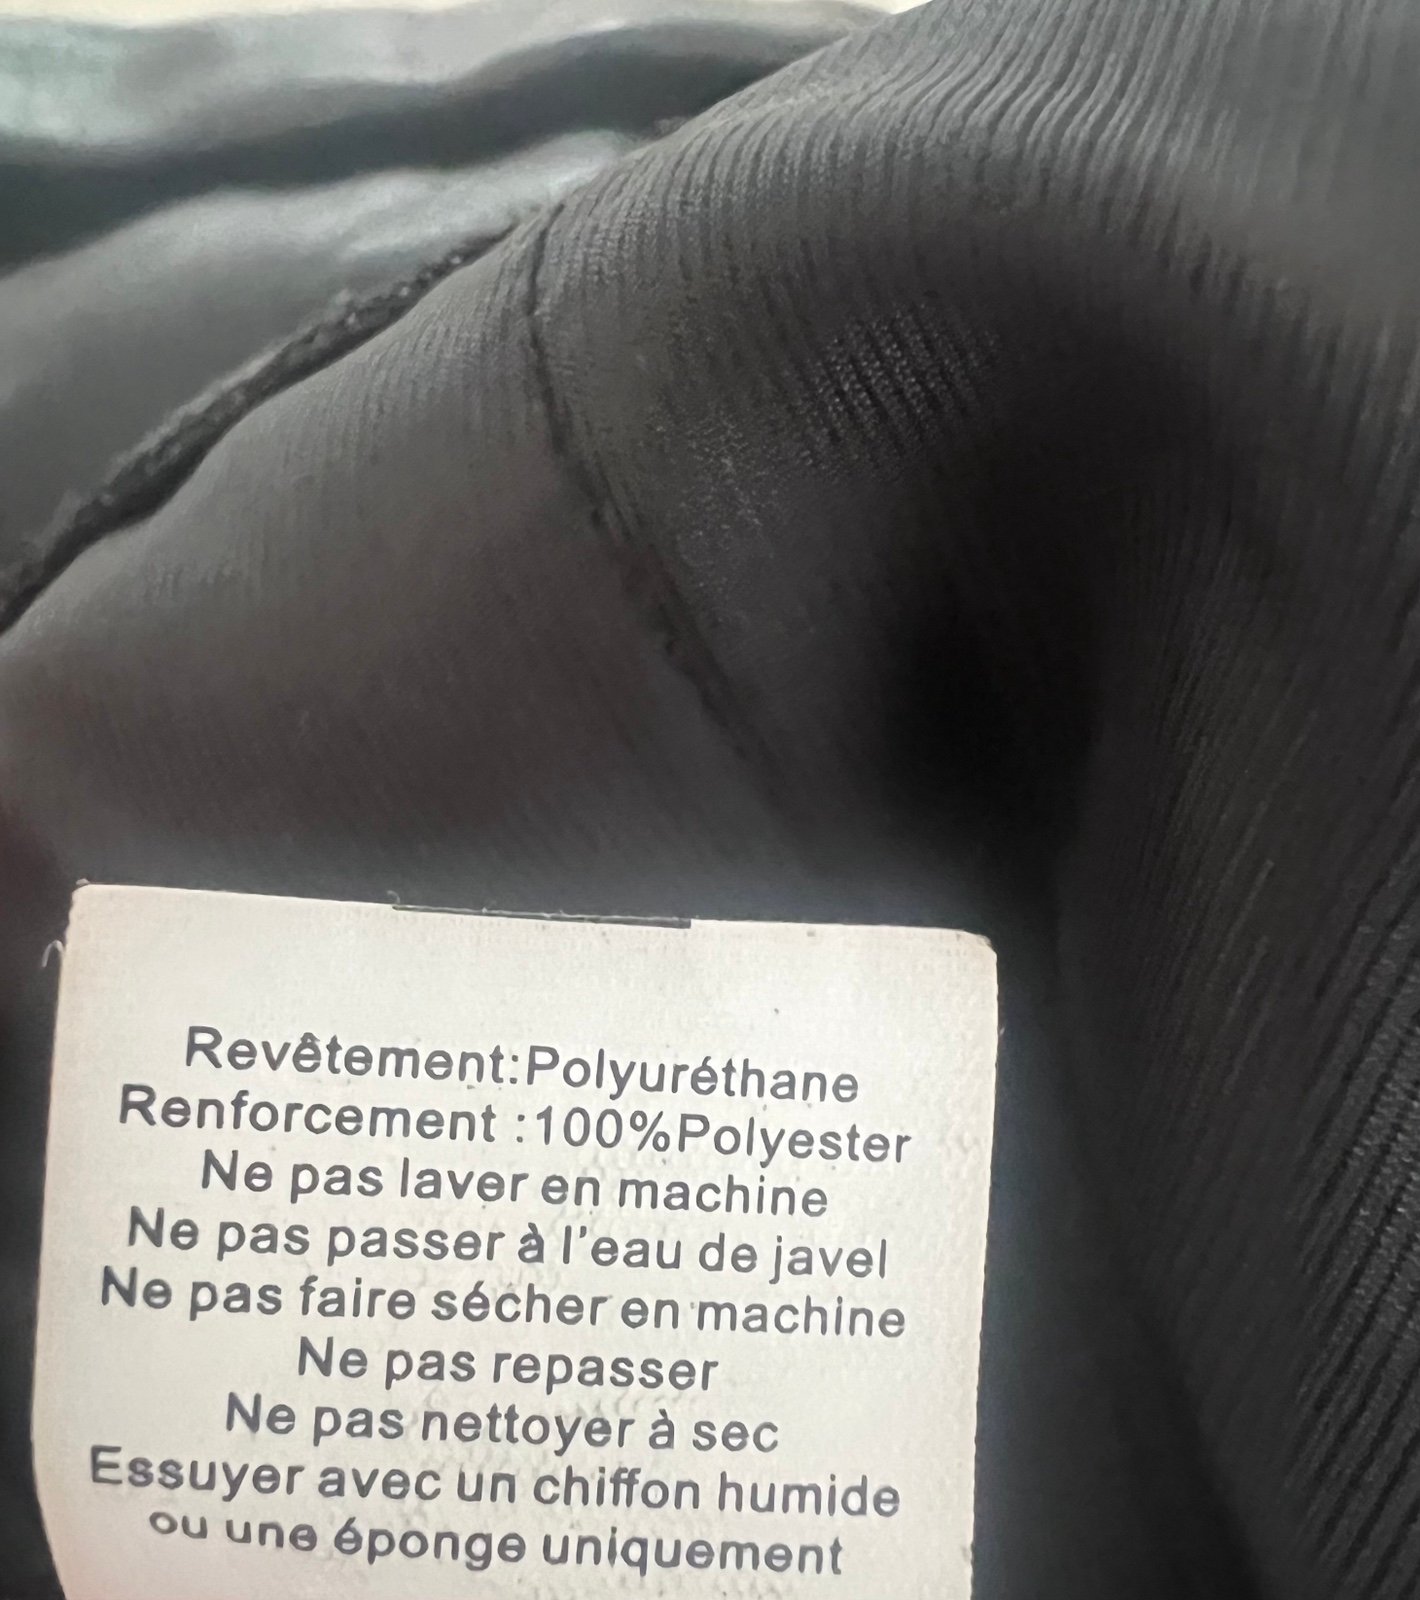 Revêtement:Polyuréthane
Renforcement :100%Polyester
Ne pas laver en machine
Ne pas passer à l'eau de javel
Ne pas faire sécher en machine
Ne pas repasser
Ne pas nettoyer à sec
Essuyer avec un chiffon humide
ou une éponge uniquement